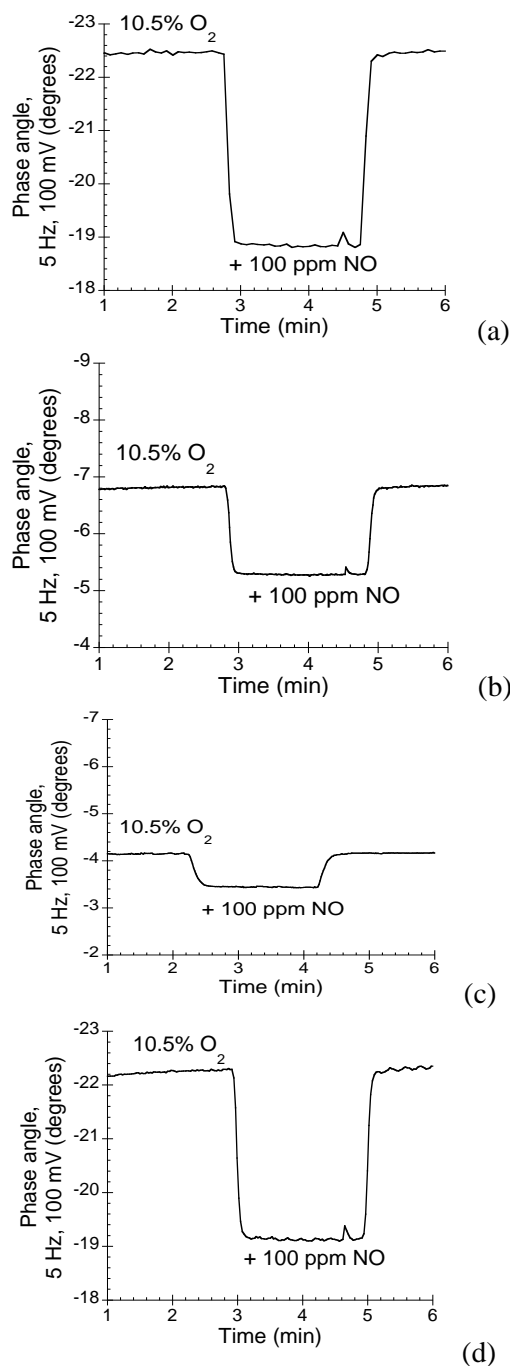 -23
10.5% O2
-22
-21
-20
-19
-18
Phase angle,
5 Hz, 100 mV (degrees)
+ 100 ppm NO
1 2 3 4 5 6
Time (min)
(a)
-9
-8
10.5% O2
-7
-6
-5
-4
Phase angle,
5 Hz, 100 mV (degrees)
+ 100 ppm NO
1 2 3 4 5 6
Time (min)
(b)
-7
-6
-5
10.5% O2
-4
-3
-2
Phase angle,
5 Hz, 100 mV (degrees)
+ 100 ppm NO
1 2 3 4 5 6
Time (min)
(c)
-23
10.5% O2
-22
-21
-20
-19
-18
Phase angle,
5 Hz, 100 mV (degrees)
+ 100 ppm NO
1 2 3 4 5 6
Time (min)
(d)